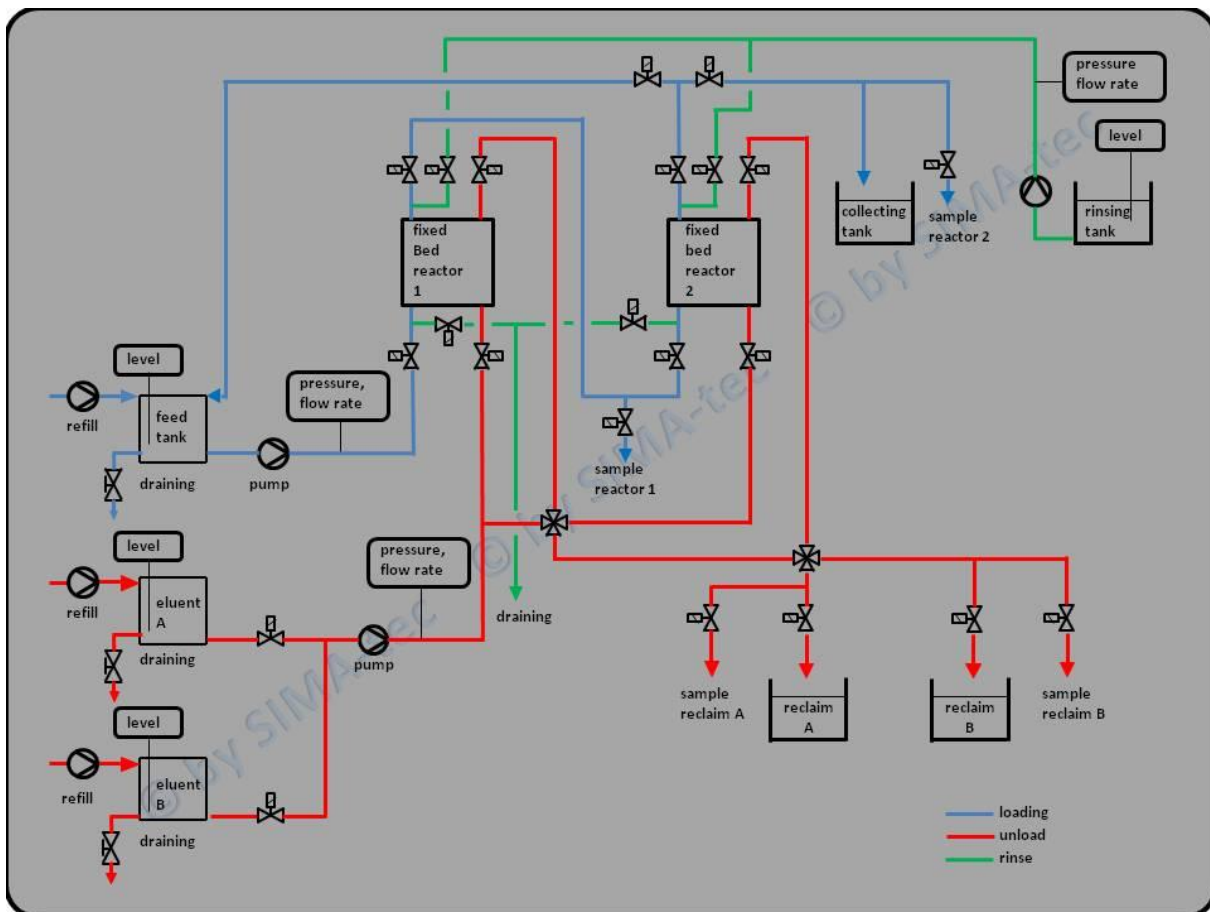 pressure
flow rate
level
collecting
tank
sample
reactor 2
rinsing
tank
fixed
Bed
reactor
1
fixed
bed
reactor
2
level
pressure,
flow rate
refill
feed
tank
draining
pump
sample
reactor 1
level
pressure,
flow rate
refill
eluent
A
draining
pump
draining
sample
reclaim A
reclaim
A
reclaim
B
sample
reclaim B
level
refill
eluent
B
draining
loading
unload
rinse
© by SIMA-tec
© by SIMA-tec
© by SIMA-tec